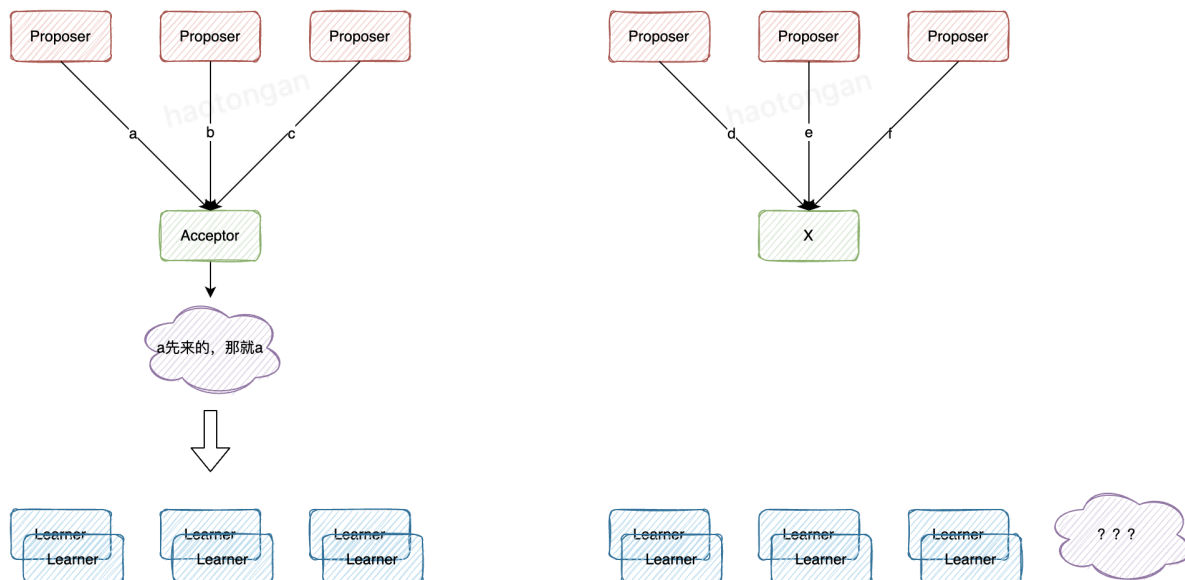 Proposer
Proposer
Proposer
Proposer
Proposer
Proposer
haotongan
haotongan
a
b
c
d
e
f
Acceptor
X
a先来的，那就a
Learner
Learner
Learner
Learner
Learner
Learner
？？？
Learner
Learner
Learner
Learner
Learner
Learner